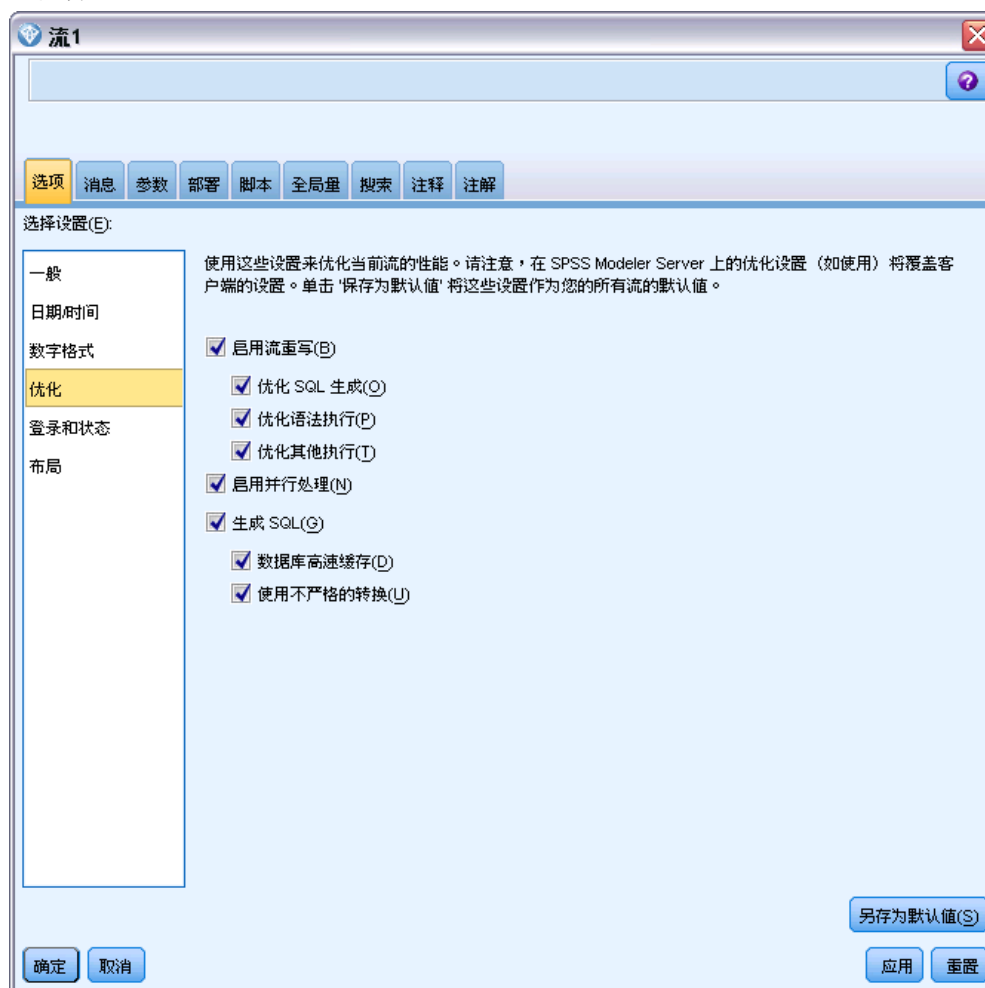 流1
选项 消息 参数 部署 脚本 全局量 搜索 注释 注解
选择设置(E):
一般
日期/时间
数字格式
优化
登录和状态
布局
使用这些设置来优化当前流的性能。请注意，在 SPSS Modeler Server 上的优化设置（如使用）将覆盖客
户端的设置。单击 '保存为默认值' 将这些设置作为您的所有流的默认值。
启用流重写(B)
优化 SQL 生成(O)
优化语法执行(P)
优化其他执行(T)
启用并行处理(N)
生成 SQL(G)
数据库高速缓存(D)
使用不严格的转换(U)
另存为默认值(S)
确定 取消 应用 重置